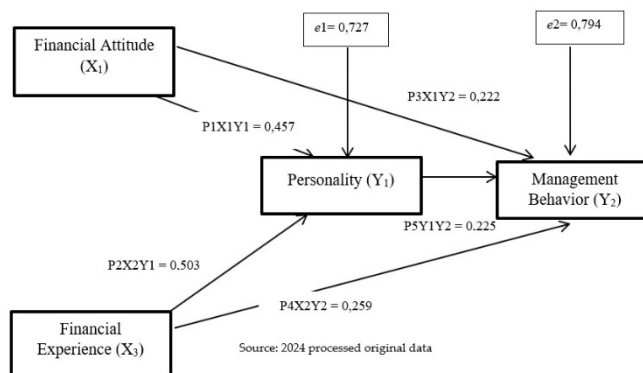 e1= 0,727
e2= 0,794
Financial Attitude
(X₁)
P3X1Y2 = 0,222
P1X1Y1 = 0,457
Personality (Y₁)
Management
Behavior (Y₂)
P5Y1Y2 = 0.225
P2X2Y1 = 0,503
P4X2Y2 = 0,259
Financial
Experience (X₃)
Source: 2024 processed original data